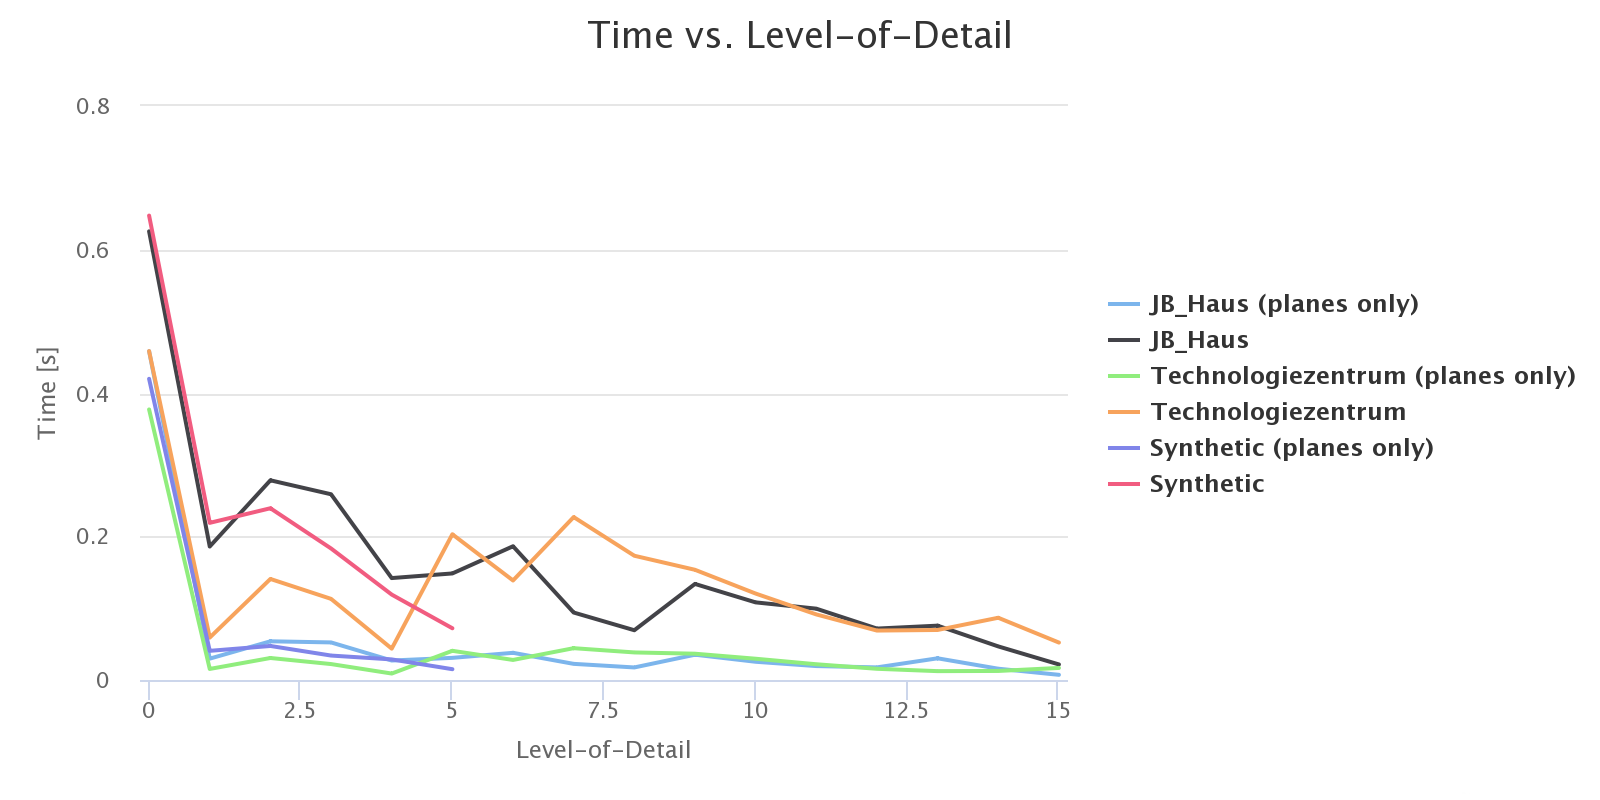 Time vs. Level-of-Detail
0.8
0.6
0.4
0.2
0
Time [s]
0 2.5 5 7.5 10 12.5 15
Level-of-Detail
JB_Haus (planes only)
JB_Haus
Technologiezentrum (planes only)
Technologiezentrum
Synthetic (planes only)
Synthetic